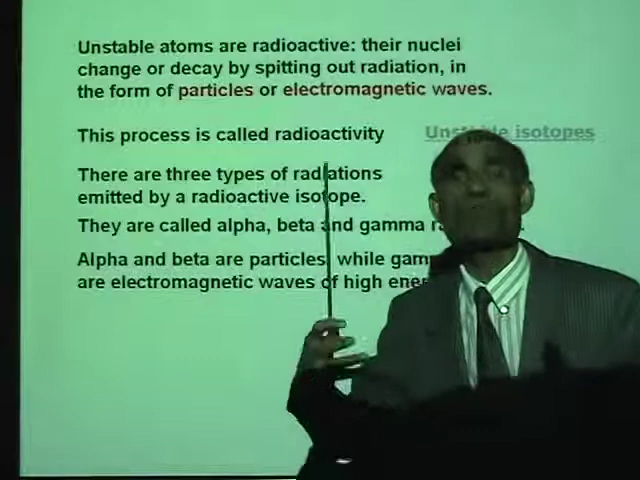 Unstable atoms are radioactive: their nuclei
change or decay by spitting out radiation, in
the form of particles or electromagnetic waves.
This process is called radioactivity
Unstable isotopes
There are three types of radiations
emitted by a radioactive isotope.
They are called alpha, beta and gamma
Alpha and beta are particles, while
are electromagnetic waves of high